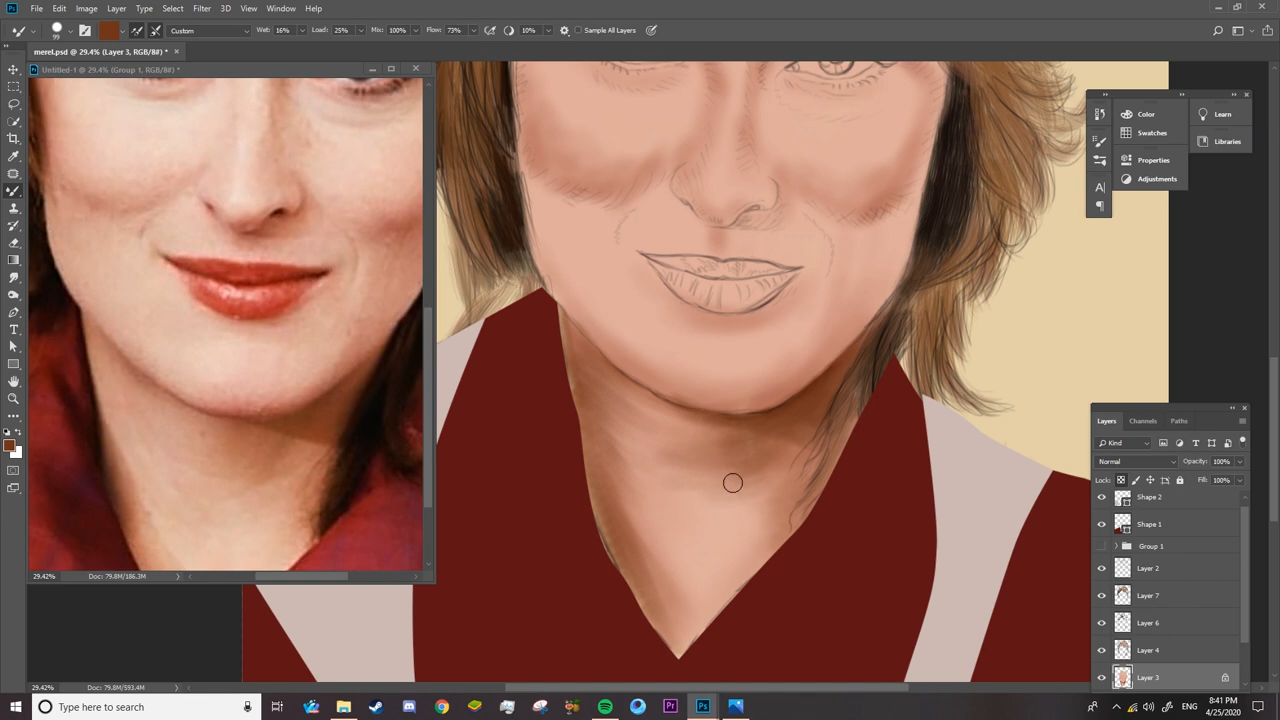 Ps File Edit Image Layer Type Select Filter 3D View Window Help
99 Custom Wet: 16% Load: 25% Mix: 100% Flow: 73% 10% Sample All Layers
merel.psd @ 29.4% (Layer 3, RGB/8#) * ×
Untitled-1 @ 29.4% (Group 1, RGB/8#) *
Color
Swatches
Properties
Adjustments
Learn
Libraries
Layers Channels Paths
Kind
Normal Opacity: 100%
Lock: Fill: 100%
Shape 2
Shape 1
Group 1
Layer 2
Layer 7
Layer 6
Layer 4
Layer 3
29.42% Doc: 79.8M/186.3M
29.42% Doc: 79.8M/593.4M
Type here to search
Pr Ps
8:41 PM
4/25/2020